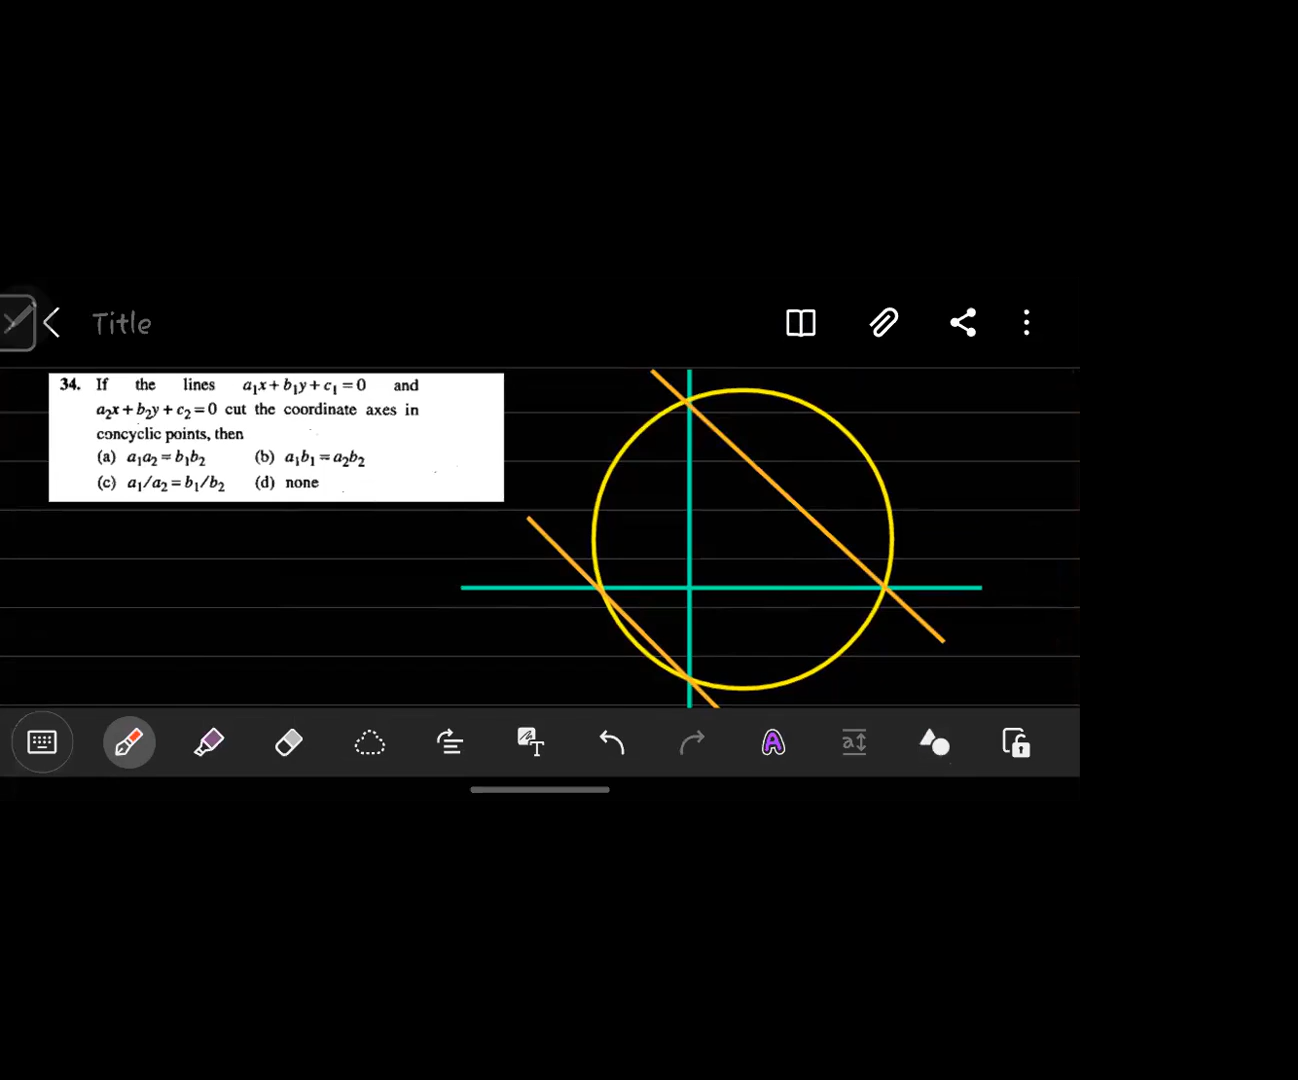 Title
34. If the lines a₁x + b₁y + c₁ = 0 and
a₂x + b₂y + c₂ = 0 cut the coordinate axes in
concyclic points, then
(a) a₁a₂ = b₁b₂ (b) a₁b₁ = a₂b₂
(c) a₁/a₂ = b₁/b₂ (d) none
T A a